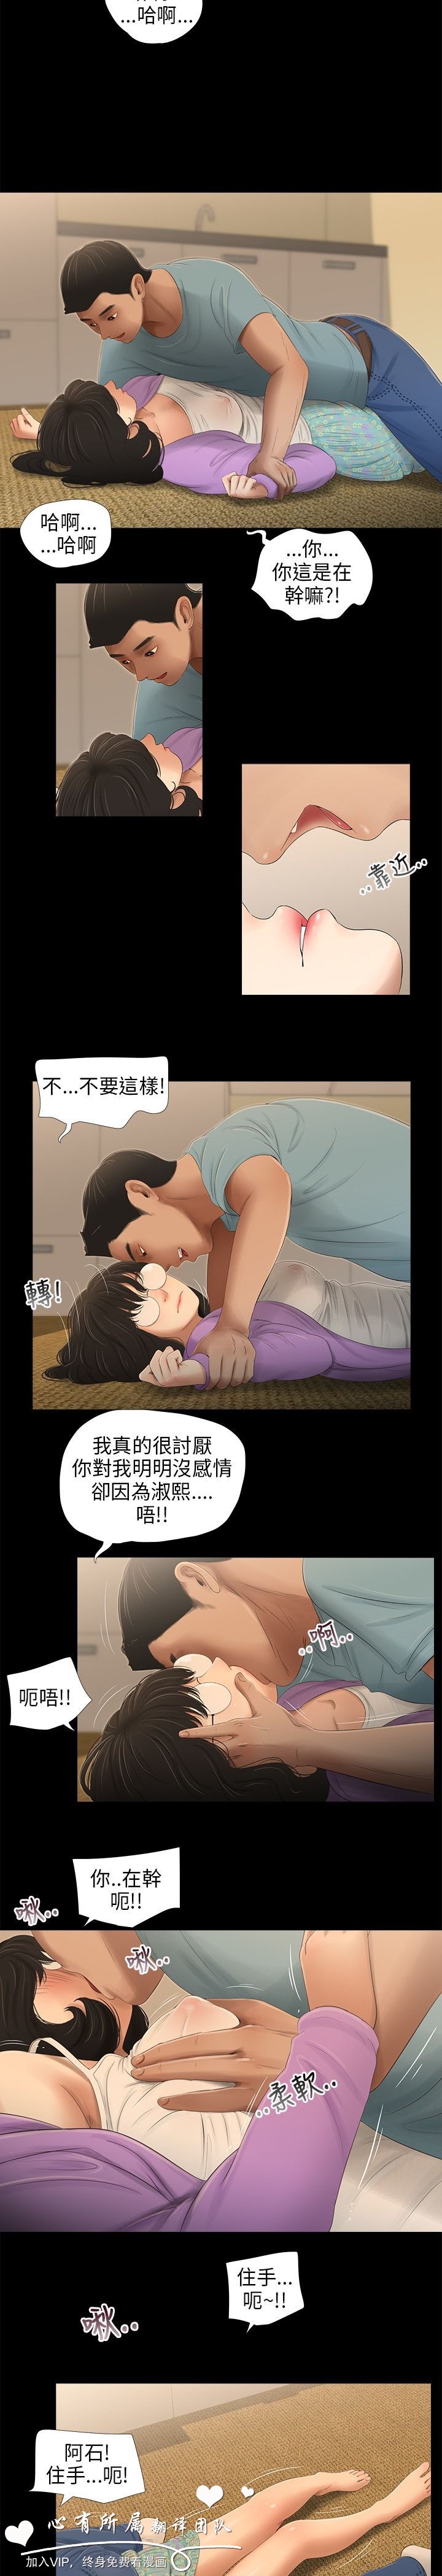 ...哈啊...
哈啊...
...哈啊
...你...
你這是在
幹嘛?!
..靠近..
不...不要這樣!
轉!
我真的很討厭
你對我明明沒感情
卻因為淑熙....
唔!!
..啊..
呃唔!!
你..在幹
呃!!
啾..
啾..
..柔軟..
住手...
呃~!!
啾..
阿石!
住手...呃!
心有所属翻译团队
加入VIP，终身免费看漫画